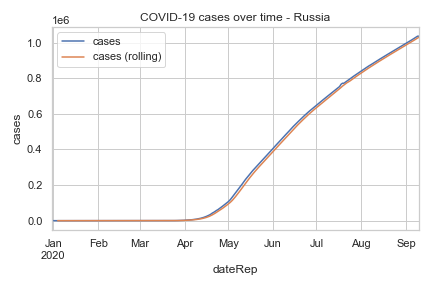 COVID-19 cases over time - Russia
1e6
cases
cases (rolling)
1.0
0.8
0.6
0.4
0.2
0.0
cases
Jan Feb Mar Apr May Jun Jul Aug Sep
2020
dateRep